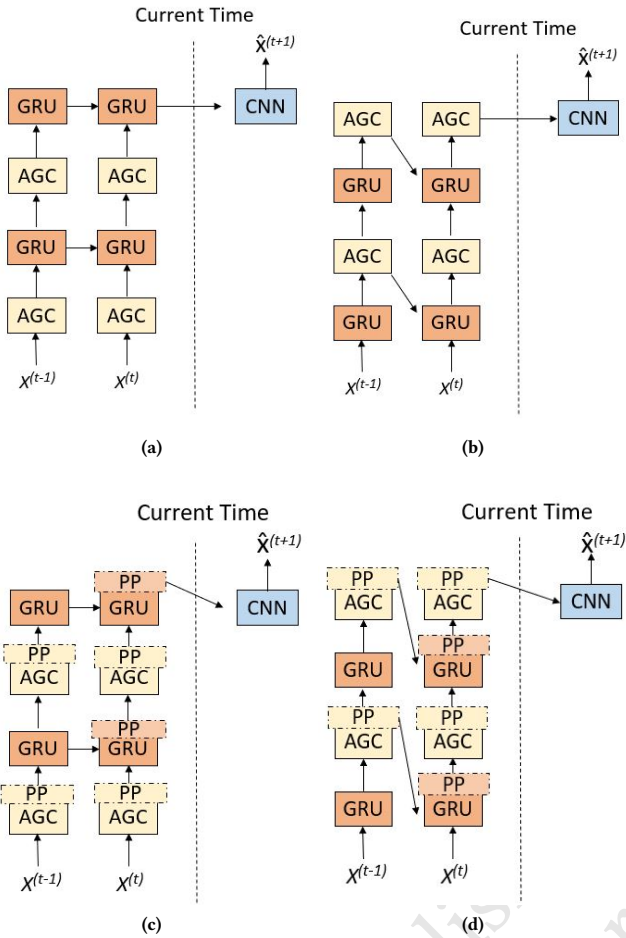 Current Time
x̂(t+1)
GRU GRU CNN
AGC AGC
GRU GRU
AGC AGC
X(t-1) X(t)
(a)
Current Time
x̂(t+1)
AGC AGC CNN
GRU GRU
AGC AGC
GRU GRU
X(t-1) X(t)
(b)
Current Time
x̂(t+1)
PP
GRU GRU CNN
PP PP
AGC AGC
PP
GRU GRU
PP PP
AGC AGC
X(t-1) X(t)
(c)
Current Time
x̂(t+1)
PP PP
AGC AGC CNN
PP
GRU GRU
PP PP
AGC AGC
PP
GRU GRU
X(t-1) X(t)
(d)